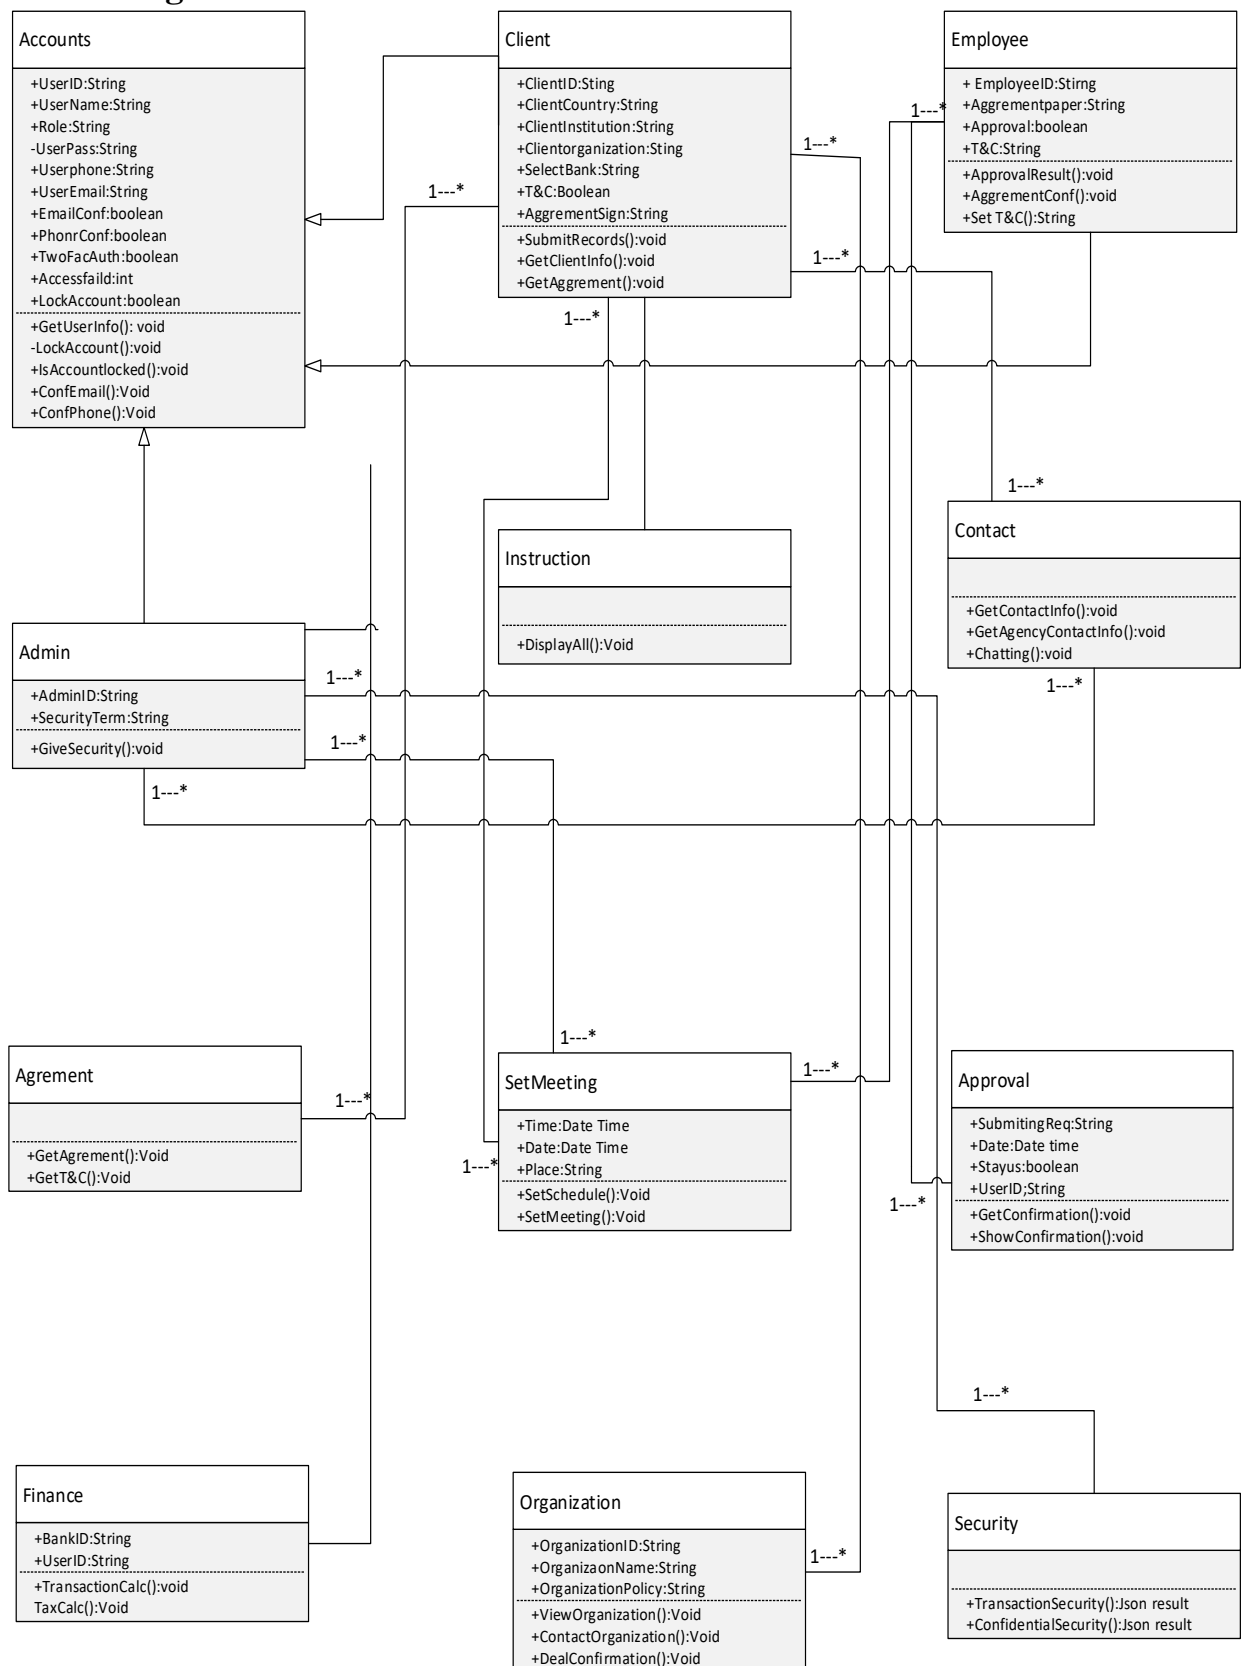 Accounts
+UserID:String
+UserName:String
+Role:String
-UserPass:String
+Userphone:String
+UserEmail:String
+EmailConf:boolean
+PhonrConf:boolean
+TwoFacAuth:boolean
+Accessfaild:int
+LockAccount:boolean
+GetUserInfo(): void
-LockAccount():void
+IsAccountlocked():void
+ConfEmail():Void
+ConfPhone():Void
Client
+ClientID:Sting
+ClientCountry:String
+ClientInstitution:String
+Clientorganization:Sting
+SelectBank:String
+T&C:Boolean
+AggrementSign:String
+SubmitRecords():void
+GetClientInfo():void
+GetAggrement():void
Employee
+ EmployeeID:Stirng
+Aggrementpaper:String
+Approval:boolean
+T&C:String
+ApprovalResult():void
+AggrementConf():void
+Set T&C():String
1---*
1---*
1---*
1---*
1---*
1---*
Instruction
+DisplayAll():Void
Contact
+GetContactInfo():void
+GetAgencyContactInfo():void
+Chatting():void
1---*
Admin
+AdminID:String
+SecurityTerm:String
+GiveSecurity():void
1---*
1---*
1---*
Agrement
+GetAgrement():Void
+GetT&C():Void
1---*
1---*
SetMeeting
+Time:Date Time
+Date:Date Time
+Place:String
+SetSchedule():Void
+SetMeeting():Void
1---*
1---*
Approval
+SubmitingReq:String
+Date:Date time
+Stayus:boolean
+UserID;String
+GetConfirmation():void
+ShowConfirmation():void
1---*
1---*
Finance
+BankID:String
+UserID:String
+TransactionCalc():void
TaxCalc():Void
Organization
+OrganizationID:String
+OrganizaonName:String
+OrganizationPolicy:String
+ViewOrganization():Void
+ContactOrganization():Void
+DealConfirmation():Void
1---*
Security
+TransactionSecurity():Json result
+ConfidentialSecurity():Json result